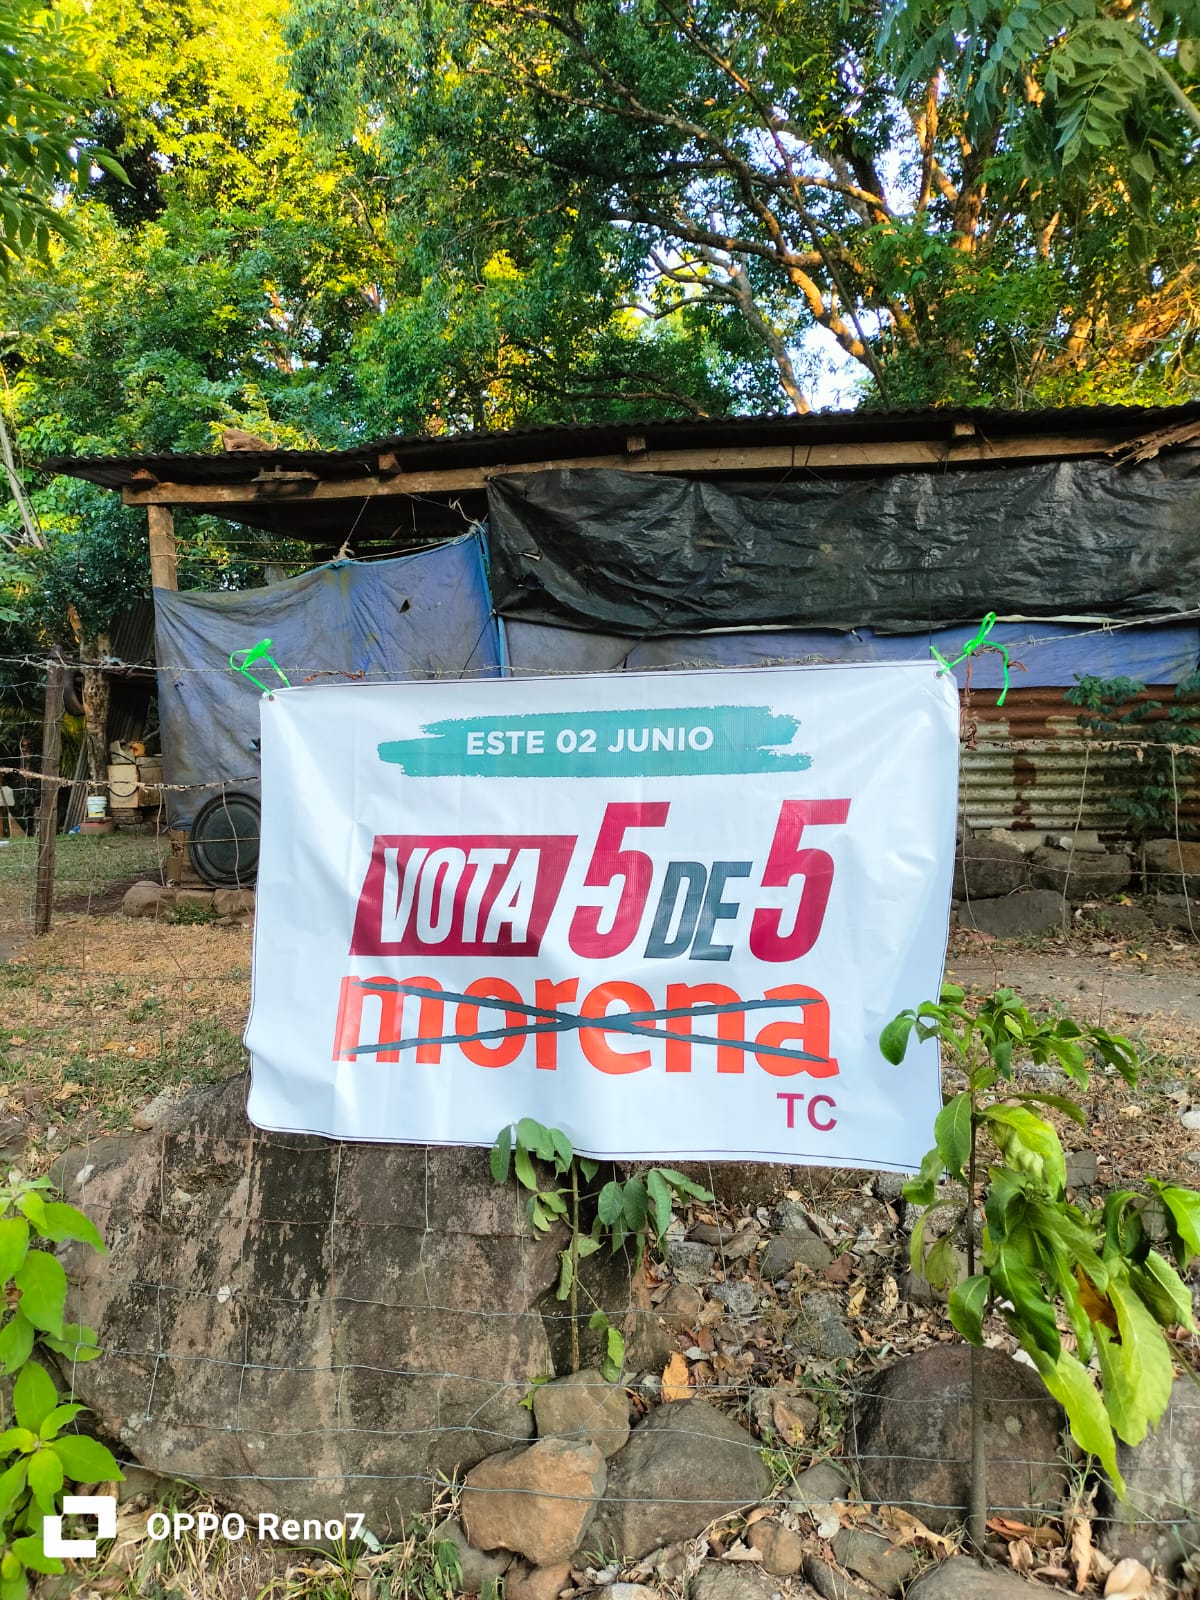 ESTE 02 JUNIO
VOTA 5 DE 5
morena
TC
OPPO Reno7